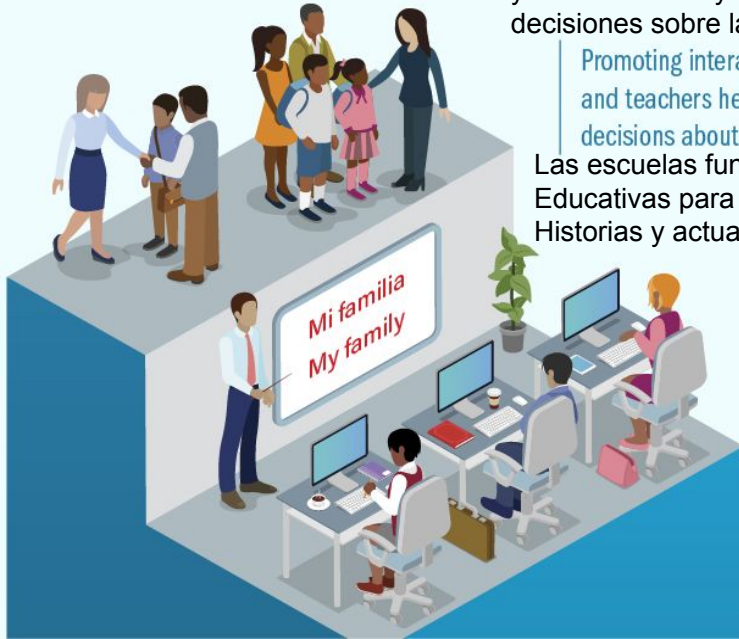 decisiones sobre la
Promoting intera
and teachers he
decisions about
Las escuelas fun
Educativas para
Historias y actua
Mi familia
My family